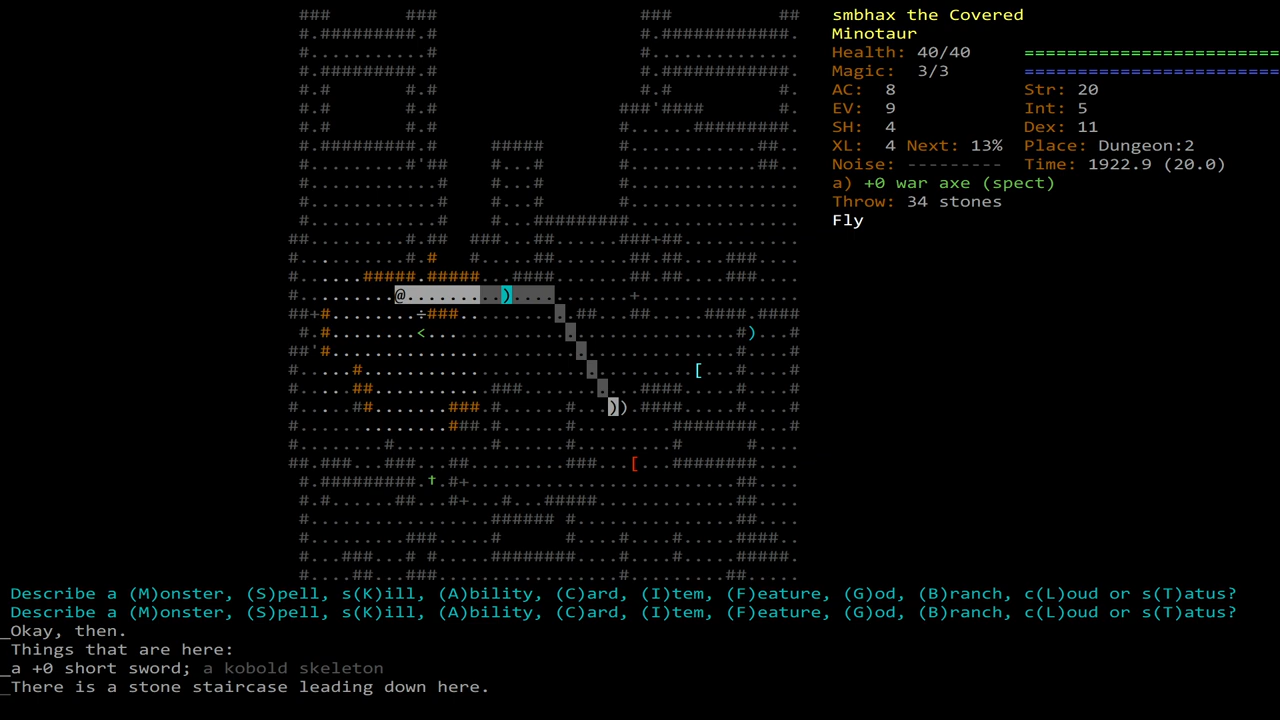 smbhax the Covered
Minotaur
Health: 40/40 ========================
Magic: 3/3 ========================
AC: 8 Str: 20
EV: 9 Int: 5
SH: 4 Dex: 11
XL: 4 Next: 13% Place: Dungeon:2
Noise: --------- Time: 1922.9 (20.0)
a) +0 war axe (spect)
Throw: 34 stones
Fly
Describe a (M)onster, (S)pell, s(K)ill, (A)bility, (C)ard, (I)tem, (F)eature, (G)od, (B)ranch, c(L)oud or s(T)atus?
Describe a (M)onster, (S)pell, s(K)ill, (A)bility, (C)ard, (I)tem, (F)eature, (G)od, (B)ranch, c(L)oud or s(T)atus?
_Okay, then.
Things that are here:
_a +0 short sword; a kobold skeleton
_There is a stone staircase leading down here.